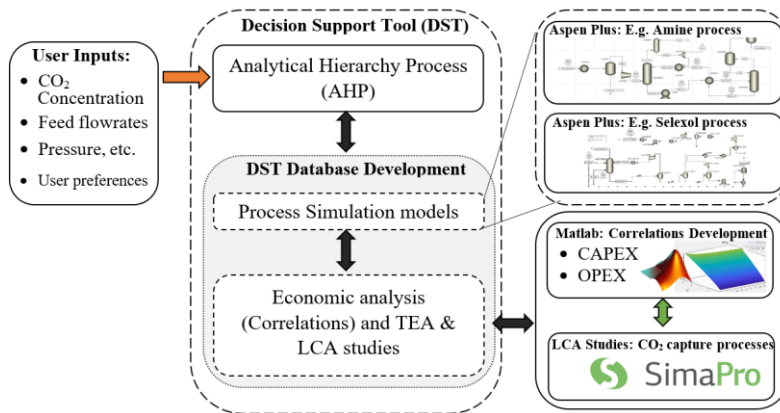 User Inputs:
• CO₂
Concentration
• Feed flowrates
• Pressure, etc.
• User preferences
Decision Support Tool (DST)
Analytical Hierarchy Process
(AHP)
DST Database Development
Process Simulation models
Economic analysis
(Correlations) and TEA &
LCA studies
Aspen Plus: E.g. Amine process
Aspen Plus: E.g. Selexol process
Matlab: Correlations Development
• CAPEX
• OPEX
LCA Studies: CO₂ capture processes
SimaPro